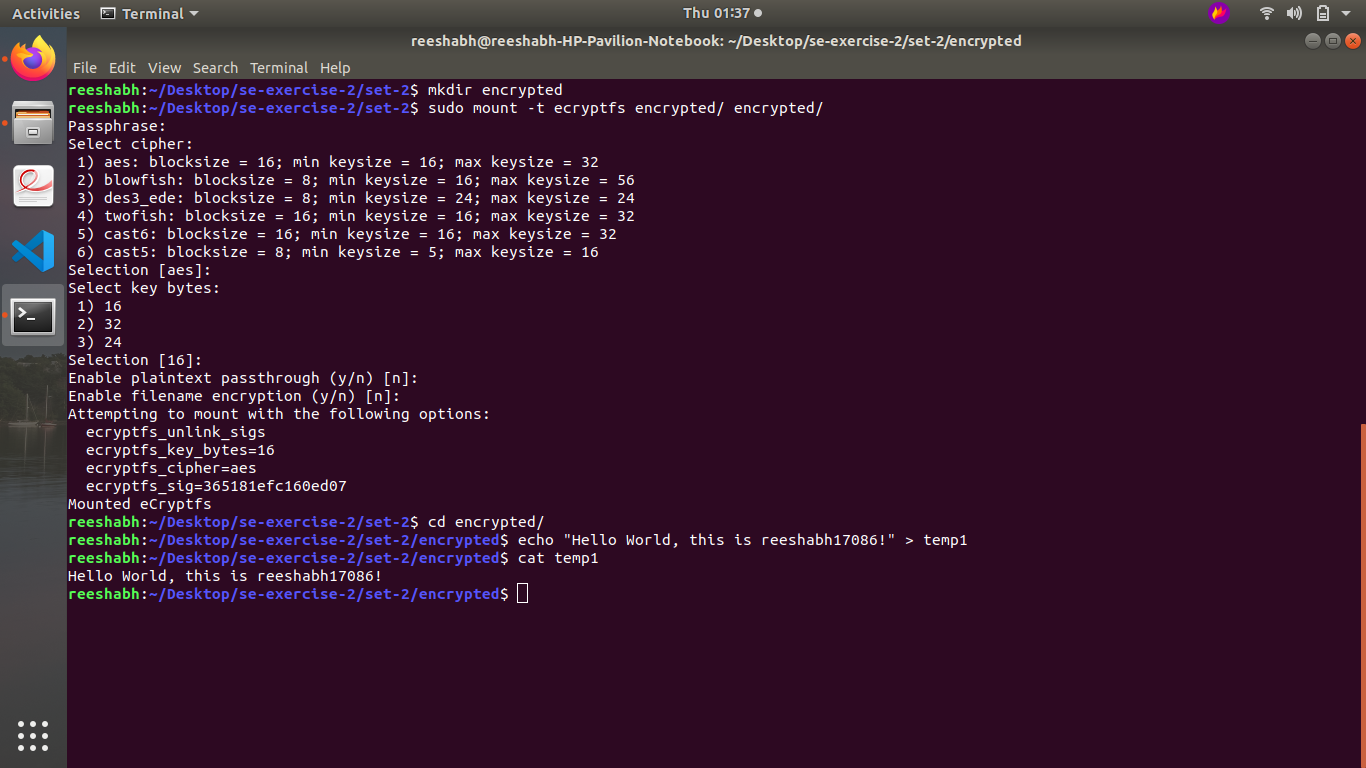 Activities Terminal Thu 01:37
reeshabh@reeshabh-HP-Pavilion-Notebook: ~/Desktop/se-exercise-2/set-2/encrypted
File Edit View Search Terminal Help
reeshabh:~/Desktop/se-exercise-2/set-2$ mkdir encrypted
reeshabh:~/Desktop/se-exercise-2/set-2$ sudo mount -t ecryptfs encrypted/ encrypted/
Passphrase:
Select cipher:
 1) aes: blocksize = 16; min keysize = 16; max keysize = 32
 2) blowfish: blocksize = 8; min keysize = 16; max keysize = 56
 3) des3_ede: blocksize = 8; min keysize = 24; max keysize = 24
 4) twofish: blocksize = 16; min keysize = 16; max keysize = 32
 5) cast6: blocksize = 16; min keysize = 16; max keysize = 32
 6) cast5: blocksize = 8; min keysize = 5; max keysize = 16
Selection [aes]:
Select key bytes:
 1) 16
 2) 32
 3) 24
Selection [16]:
Enable plaintext passthrough (y/n) [n]:
Enable filename encryption (y/n) [n]:
Attempting to mount with the following options:
  ecryptfs_unlink_sigs
  ecryptfs_key_bytes=16
  ecryptfs_cipher=aes
  ecryptfs_sig=365181efc160ed07
Mounted eCryptfs
reeshabh:~/Desktop/se-exercise-2/set-2$ cd encrypted/
reeshabh:~/Desktop/se-exercise-2/set-2/encrypted$ echo "Hello World, this is reeshabh17086!" > temp1
reeshabh:~/Desktop/se-exercise-2/set-2/encrypted$ cat temp1
Hello World, this is reeshabh17086!
reeshabh:~/Desktop/se-exercise-2/set-2/encrypted$